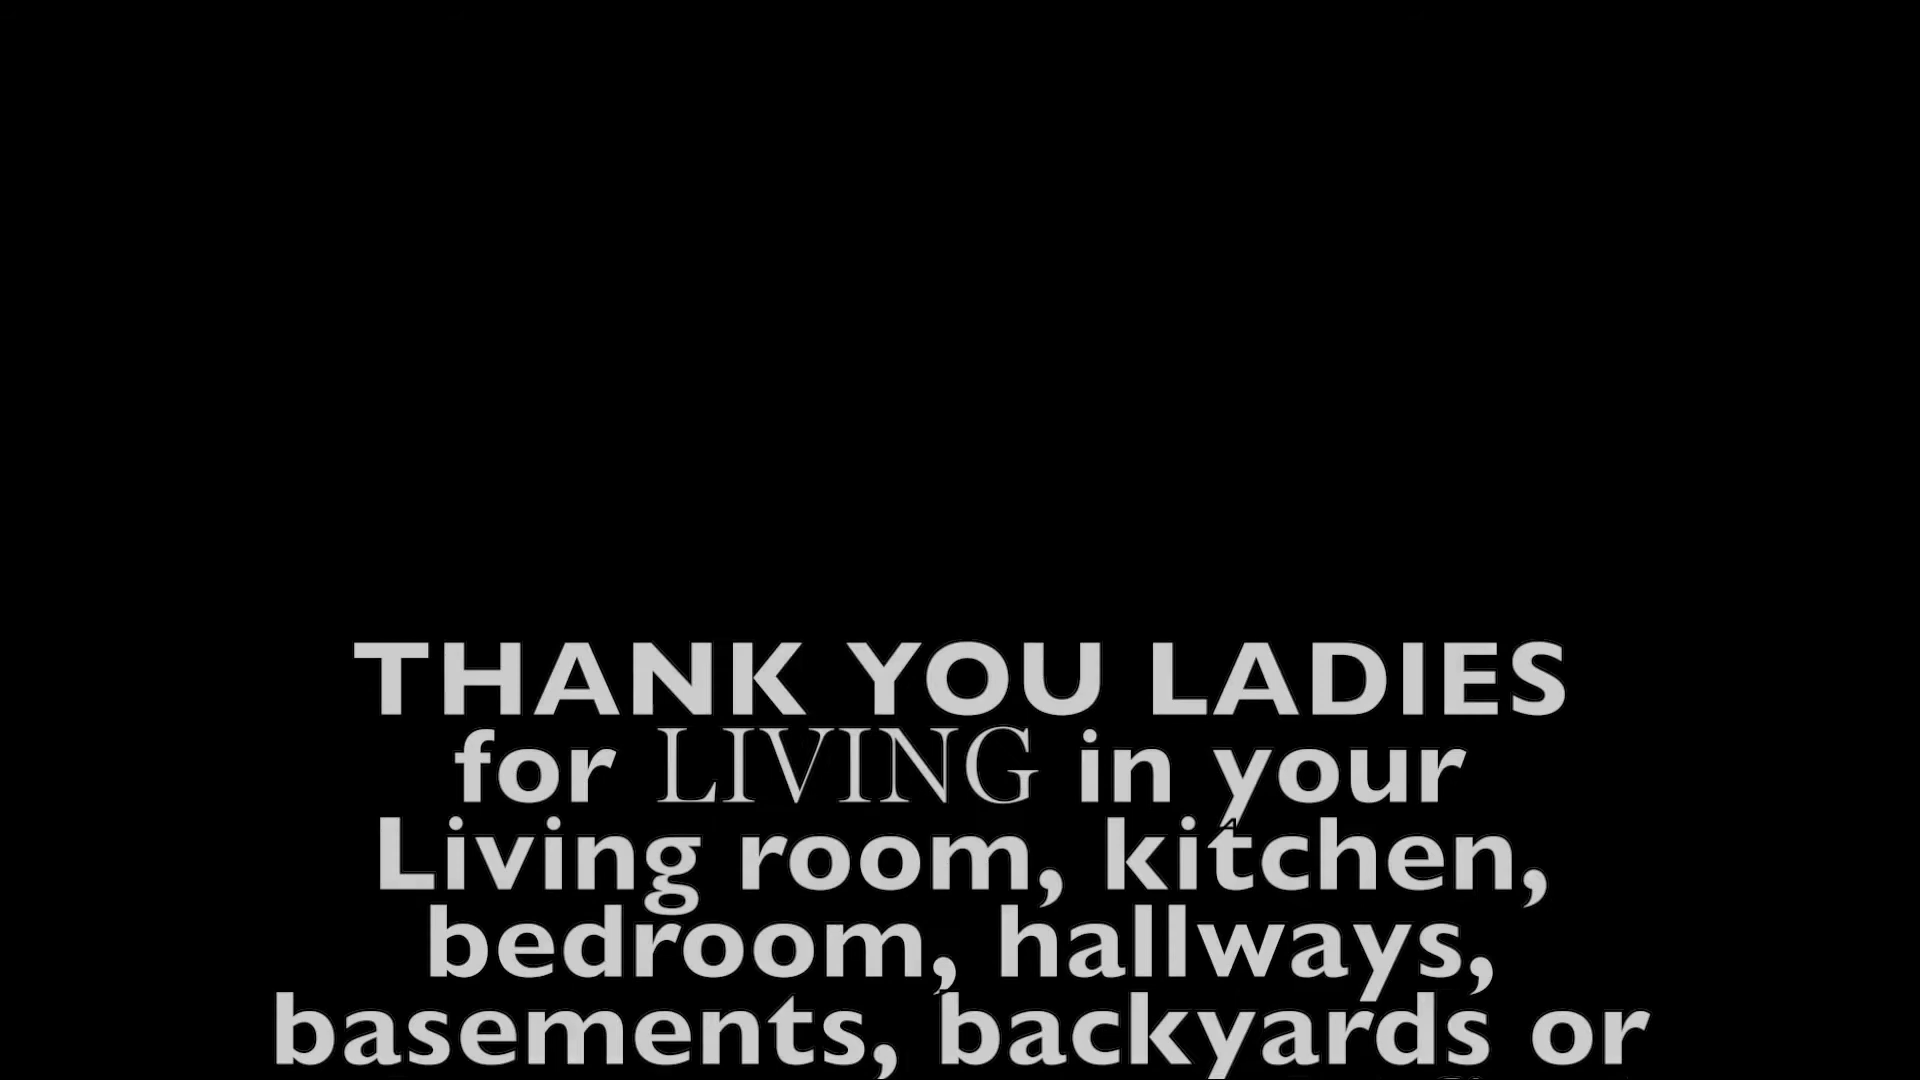 THANK YOU LADIES
for LIVING in your
Living room, kitchen,
bedroom, hallways,
basements, backyards or